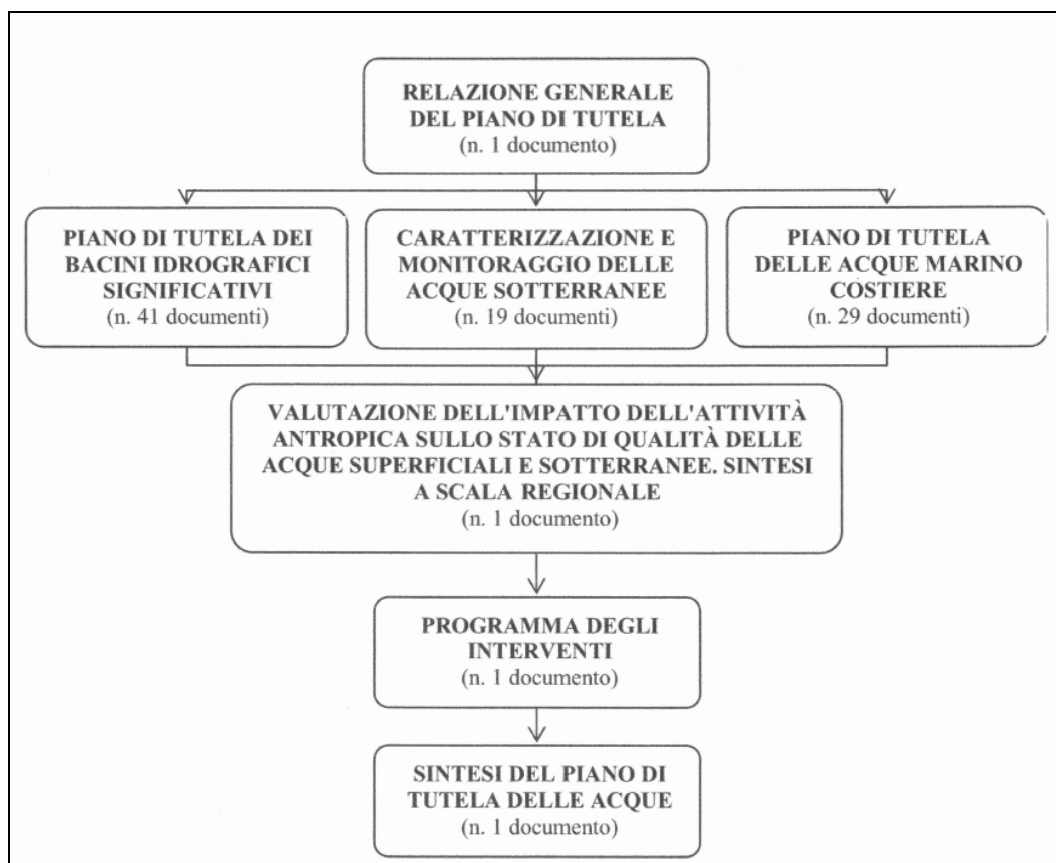 RELAZIONE GENERALE
DEL PIANO DI TUTELA
(n. 1 documento)
PIANO DI TUTELA DEI
BACINI IDROGRAFICI
SIGNIFICATIVI
(n. 41 documenti)
CARATTERIZZAZIONE E
MONITORAGGIO DELLE
ACQUE SOTTERRANEE
(n. 19 documenti)
PIANO DI TUTELA
DELLE ACQUE MARINO
COSTIERE
(n. 29 documenti)
VALUTAZIONE DELL'IMPATTO DELL'ATTIVITÀ
ANTROPICA SULLO STATO DI QUALITÀ DELLE
ACQUE SUPERFICIALI E SOTTERRANEE. SINTESI
A SCALA REGIONALE
(n. 1 documento)
PROGRAMMA DEGLI
INTERVENTI
(n. 1 documento)
SINTESI DEL PIANO DI
TUTELA DELLE ACQUE
(n. 1 documento)